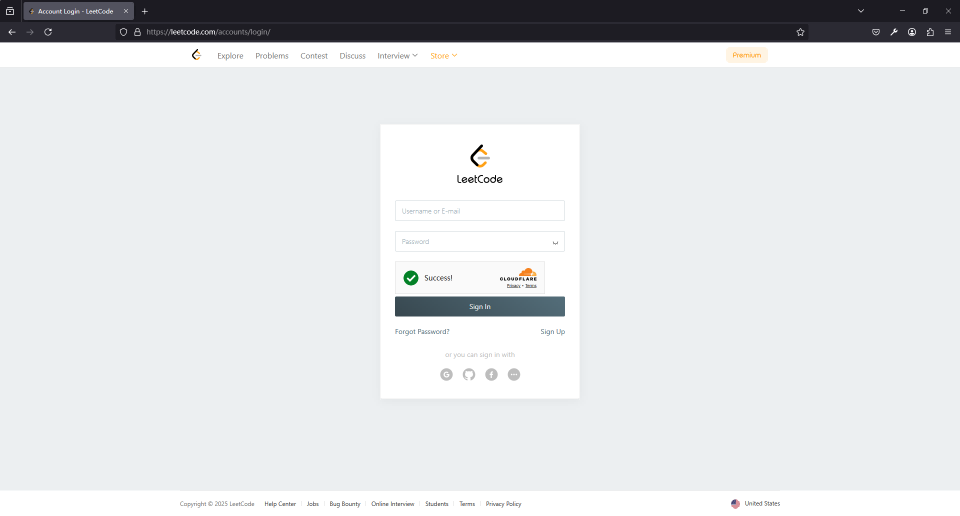 Account Login - LeetCode
https://leetcode.com/accounts/login/
Explore Problems Contest Discuss Interview Store Premium
LeetCode
Username or E-mail
Password
Success!
CLOUDFLARE
Privacy • Terms
Sign In
Forgot Password? Sign Up
or you can sign in with
Copyright © 2025 LeetCode Help Center Jobs Bug Bounty Online Interview Students Terms Privacy Policy United States